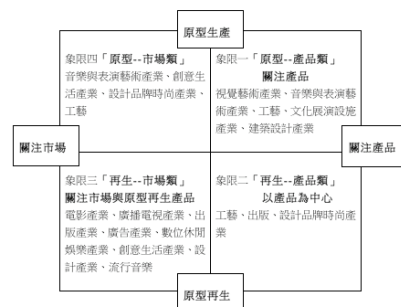 原型生產
象限四「原型--市場類」
音樂與表演藝術產業、創意生
活產業、設計品牌時尚產業、
工藝
象限一「原型--產品類」
關注產品
視覺藝術產業、音樂與表演藝
術產業、工藝、文化展演設施
產業、建築設計產業
關注市場
關注產品
象限三「再生--市場類」
關注市場與原型再生產品
電影產業、廣播電視產業、出
版產業、廣告產業、數位休閒
娛樂產業、創意生活產業、設
計產業、流行音樂
象限二「再生--產品類」
以產品為中心
工藝、出版、設計品牌時尚產
業
原型再生